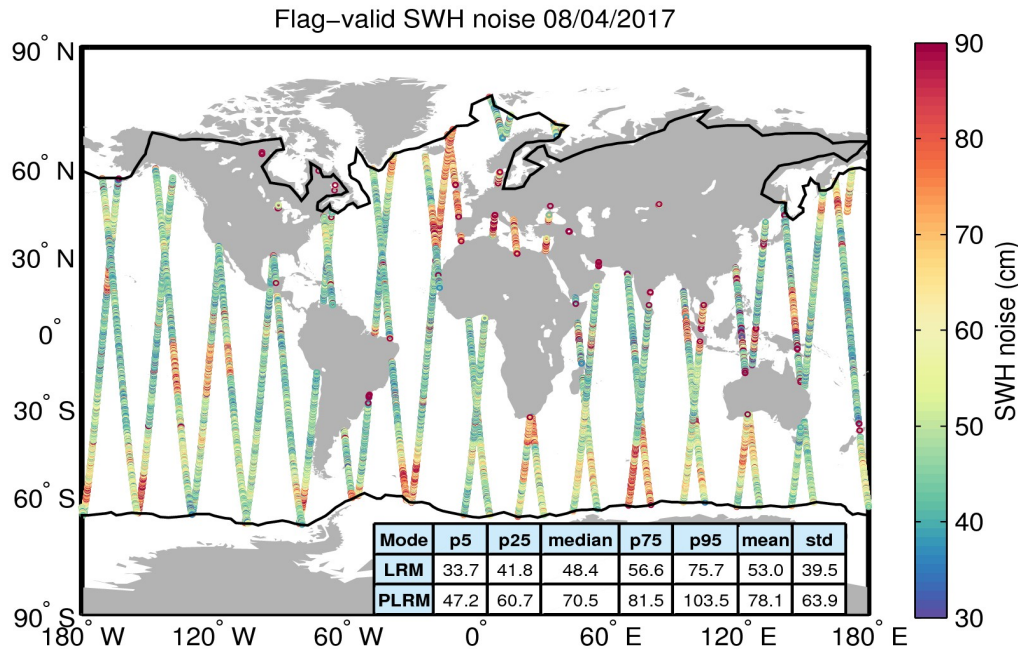 Flag–valid SWH noise 08/04/2017
90° N
60° N
30° N
0°
30° S
60° S
90° S
180° W
120° W
60° W
0°
60° E
120° E
180° E
Mode p5 p25 median p75 p95 mean std
LRM 33.7 41.8 48.4 56.6 75.7 53.0 39.5
PLRM 47.2 60.7 70.5 81.5 103.5 78.1 63.9
90
80
70
60
50
40
30
SWH noise (cm)